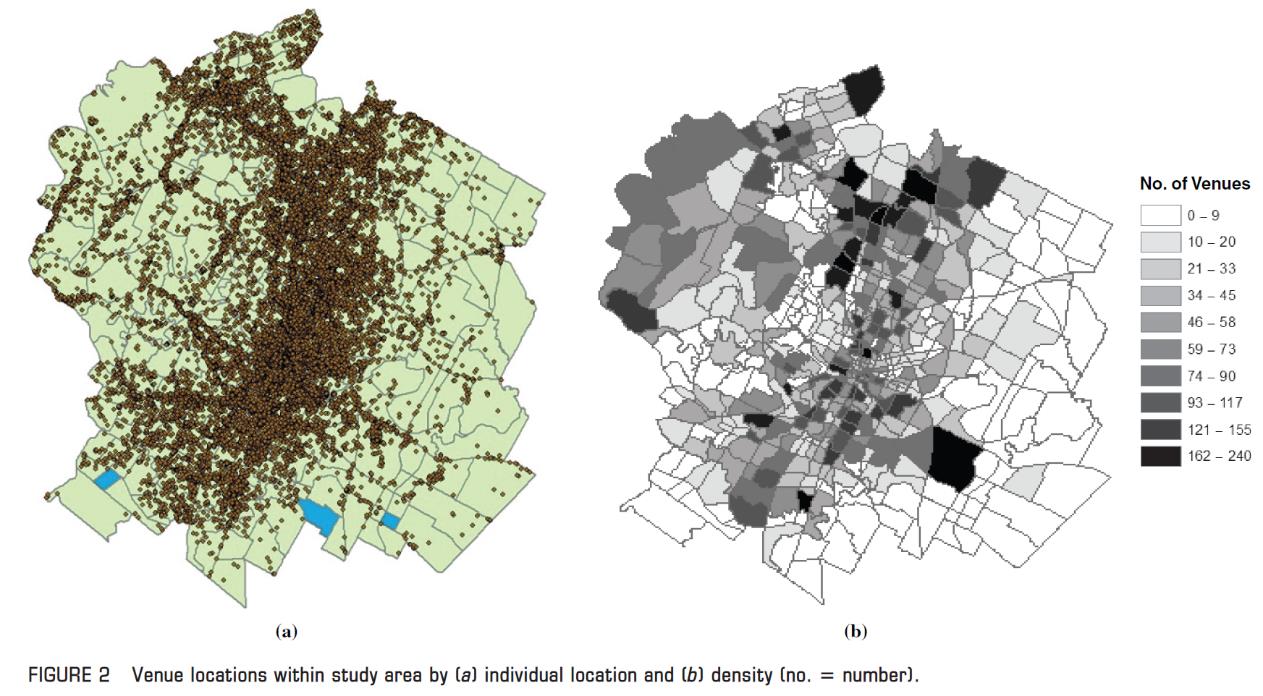 No. of Venues
0 – 9
10 – 20
21 – 33
34 – 45
46 – 58
59 – 73
74 – 90
93 – 117
121 – 155
162 – 240
(a)
(b)
FIGURE 2 Venue locations within study area by (a) individual location and (b) density (no. = number).